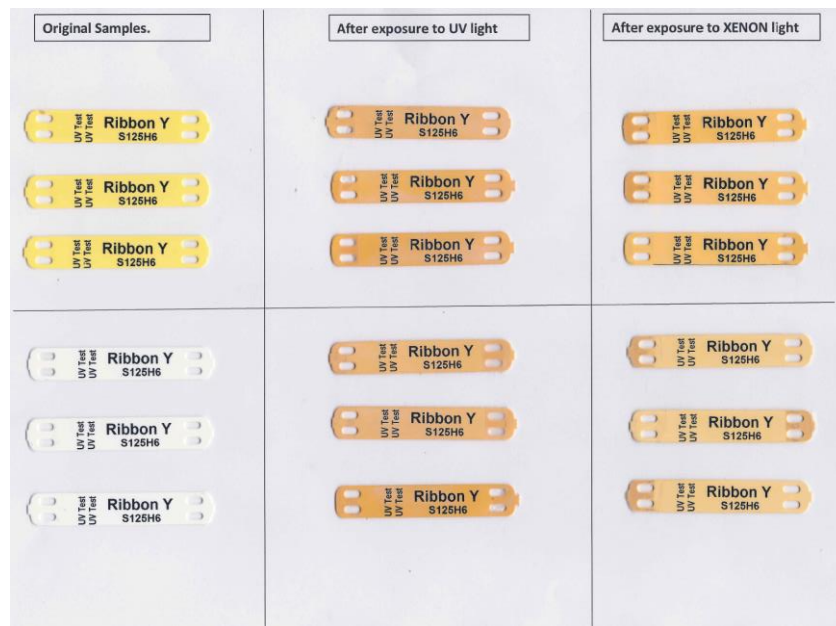 Original Samples.
After exposure to UV light
After exposure to XENON light
UV Test
UV Test
Ribbon Y
S125H6
UV Test
UV Test
Ribbon Y
S125H6
UV Test
UV Test
Ribbon Y
S125H6
UV Test
UV Test
Ribbon Y
S125H6
UV Test
UV Test
Ribbon Y
S125H6
UV Test
UV Test
Ribbon Y
S125H6
UV Test
UV Test
Ribbon Y
S125H6
UV Test
UV Test
Ribbon Y
S125H6
UV Test
UV Test
Ribbon Y
S125H6
UV Test
UV Test
Ribbon Y
S125H6
UV Test
UV Test
Ribbon Y
S125H6
UV Test
UV Test
Ribbon Y
S125H6
UV Test
UV Test
Ribbon Y
S125H6
UV Test
UV Test
Ribbon Y
S125H6
UV Test
UV Test
Ribbon Y
S125H6
UV Test
UV Test
Ribbon Y
S125H6
UV Test
UV Test
Ribbon Y
S125H6
UV Test
UV Test
Ribbon Y
S125H6